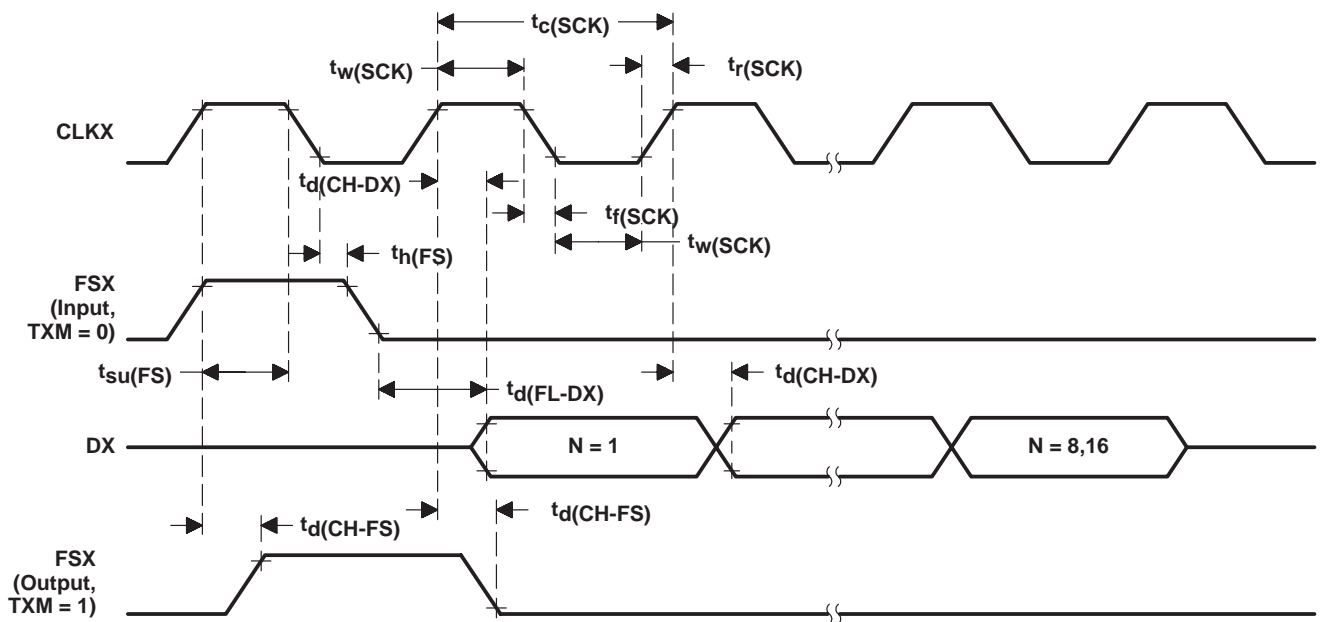 tc(SCK)
tw(SCK)
tr(SCK)
CLKX
td(CH-DX)
tf(SCK)
tw(SCK)
th(FS)
FSX
(Input,
TXM = 0)
tsu(FS)
td(FL-DX)
td(CH-DX)
DX
N = 1
N = 8,16
td(CH-FS)
td(CH-FS)
FSX
(Output,
TXM = 1)